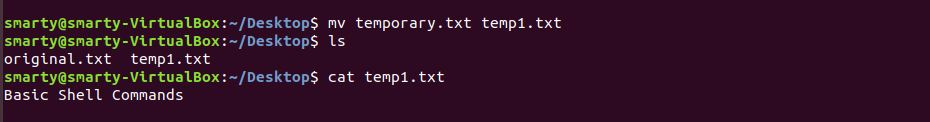 smarty@smarty-VirtualBox:~/Desktop$ mv temporary.txt temp1.txt
smarty@smarty-VirtualBox:~/Desktop$ ls
original.txt  temp1.txt
smarty@smarty-VirtualBox:~/Desktop$ cat temp1.txt
Basic Shell Commands